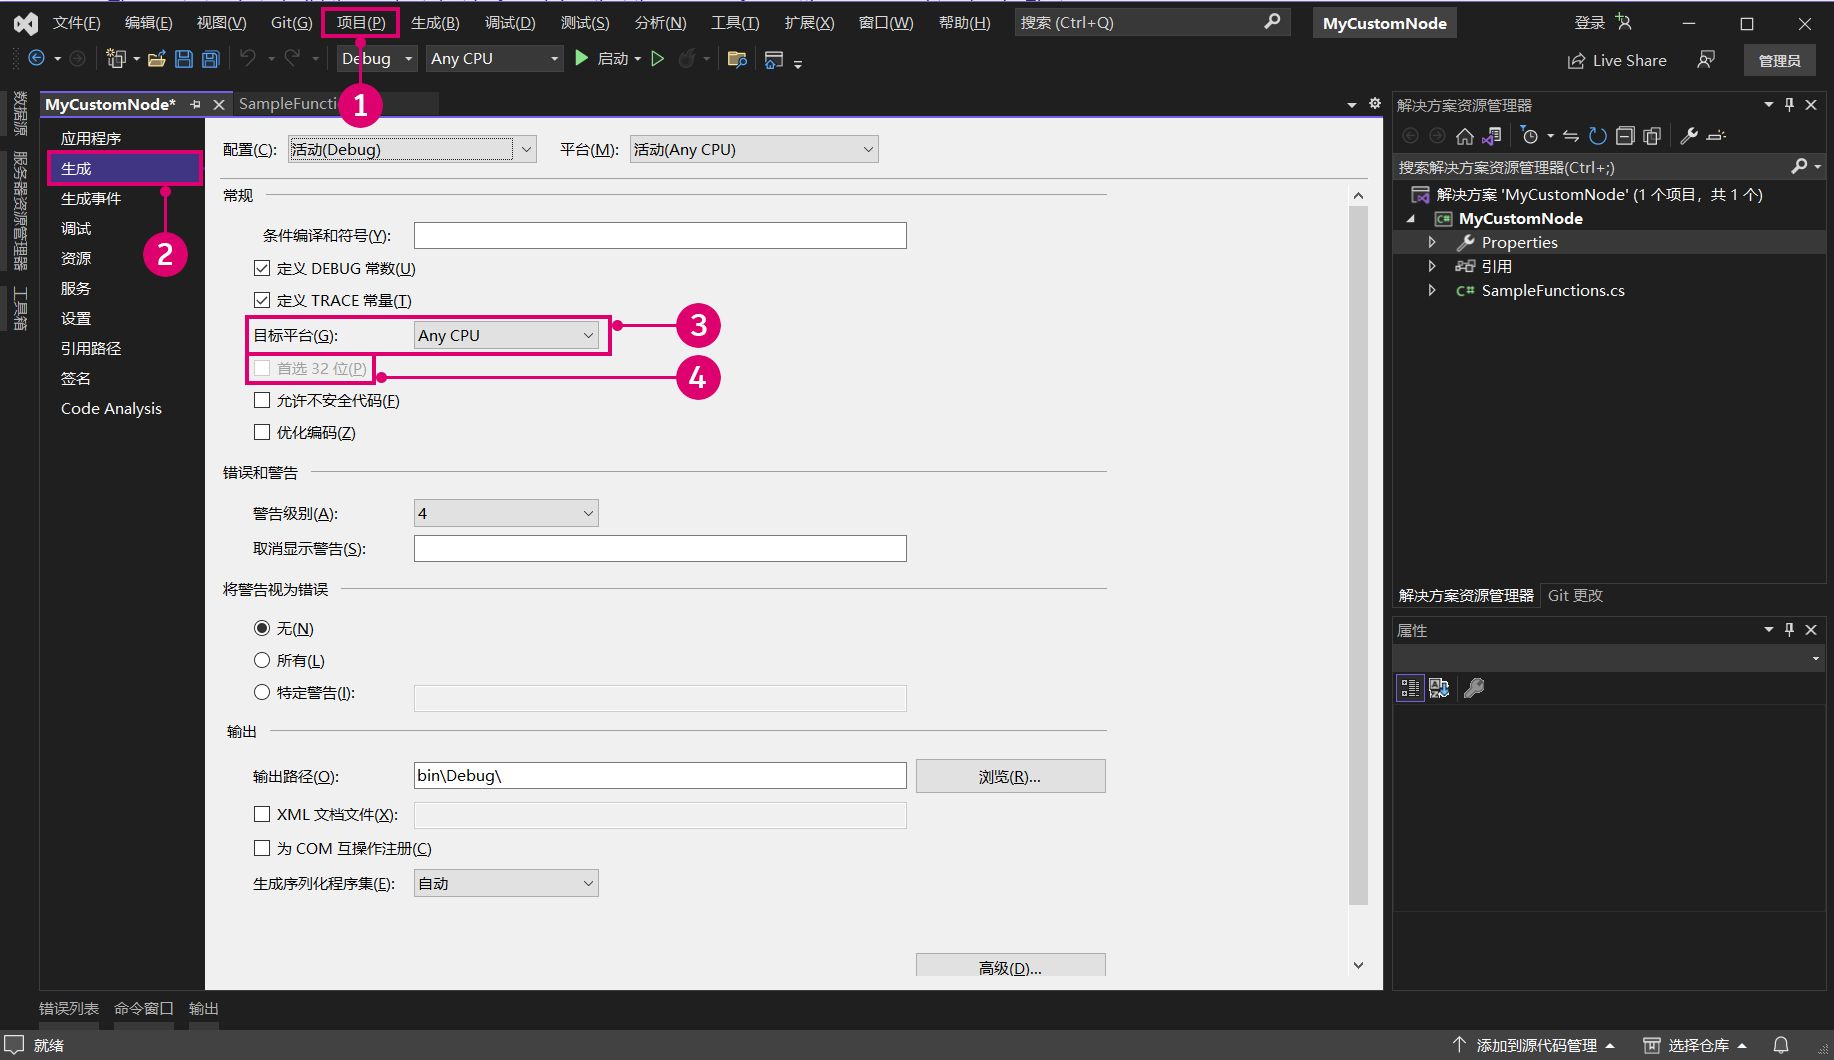 文件(F) 编辑(E) 视图(V) Git(G) 项目(P) 生成(B) 调试(D) 测试(S) 分析(N) 工具(T) 扩展(X) 窗口(W) 帮助(H) 搜索 (Ctrl+Q) MyCustomNode 登录
Debug Any CPU 启动 Live Share 管理员
1
数据源
服务器资源管理器
工具箱
MyCustomNode* SampleFuncti
应用程序
生成
生成事件
调试
资源
服务
设置
引用路径
签名
Code Analysis
2
配置(C): 活动(Debug) 平台(M): 活动(Any CPU)
常规
条件编译和符号(Y):
定义 DEBUG 常数(U)
定义 TRACE 常量(T)
目标平台(G): Any CPU
3
首选 32 位(P)
4
允许不安全代码(F)
优化编码(Z)
错误和警告
警告级别(A): 4
取消显示警告(S):
将警告视为错误
无(N)
所有(L)
特定警告(I):
输出
输出路径(O): bin\Debug\ 浏览(R)...
XML 文档文件(X):
为 COM 互操作注册(C)
生成序列化程序集(E): 自动
高级(D)...
解决方案资源管理器
搜索解决方案资源管理器(Ctrl+;)
解决方案 'MyCustomNode' (1 个项目，共 1 个)
C# MyCustomNode
Properties
引用
C# SampleFunctions.cs
解决方案资源管理器 Git 更改
属性
错误列表 命令窗口 输出
就绪 添加到源代码管理 选择仓库